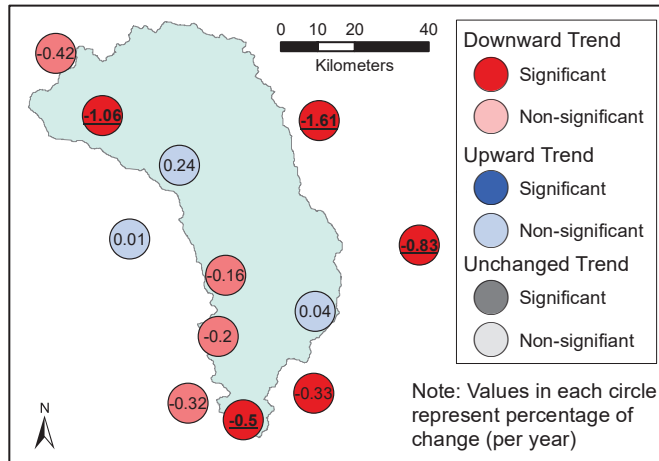 0 10 20 40
Kilometers
-0.42
-1.06
-1.61
0.24
0.01
-0.83
-0.16
0.04
-0.2
-0.32
-0.33
-0.5
N
Downward Trend
Significant
Non-significant
Upward Trend
Significant
Non-significant
Unchanged Trend
Significant
Non-signifiant
Note: Values in each circle
represent percentage of
change (per year)